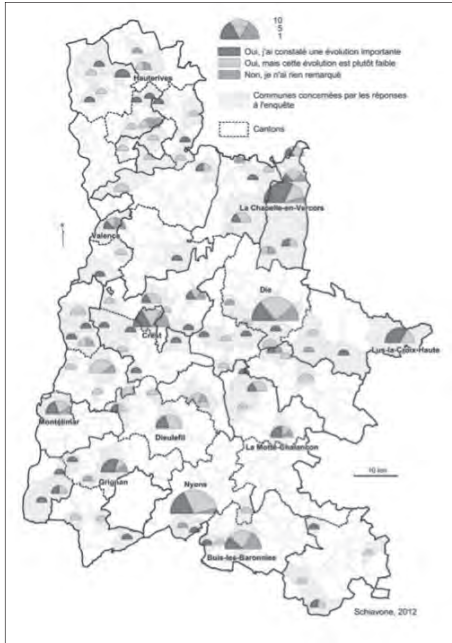 10
5
1
Oui, j'ai constaté une évolution importante
Oui, mais cette évolution est plutôt faible
Non, je n'ai rien remarqué
Communes concernées par les réponses
à l'enquête
Cantons
Hauterives
La Chapelle-en-Vercors
Valence
Die
Crest
Lus-la-Croix-Haute
Montélimar
Dieulefit
La Motte-Chalancon
Grignan
10 km
Nyons
Buis-les-Baronnies
Schiavone, 2012